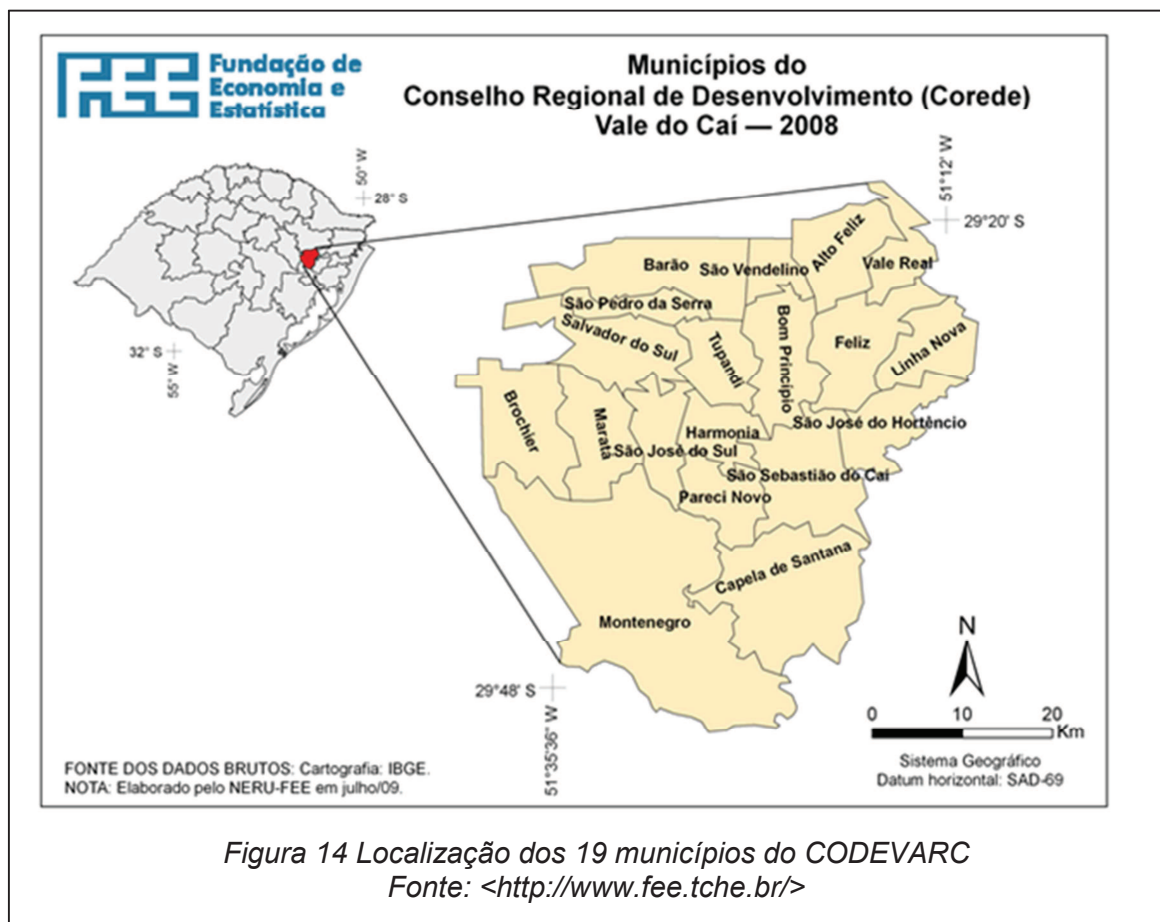 FEE
Fundação de
Economia e
Estatística
Municípios do
Conselho Regional de Desenvolvimento (Corede)
Vale do Caí — 2008
50° W
28° S
32° S
55° W
51°12' W
29°20' S
Alto Feliz
Vale Real
Barão
São Vendelino
São Pedro da Serra
Salvador do Sul
Tupandi
Bom Princípio
Feliz
Linha Nova
Brochier
Maratá
São José do Sul
Harmonia
São José do Hortêncio
São Sebastião do Caí
Pareci Novo
Capela de Santana
Montenegro
29°48' S
51°35'36" W
N
0 10 20
Km
Sistema Geográfico
Datum horizontal: SAD-69
FONTE DOS DADOS BRUTOS: Cartografia: IBGE.
NOTA: Elaborado pelo NERU-FEE em julho/09.
Figura 14 Localização dos 19 municípios do CODEVARC
Fonte: <http://www.fee.tche.br/>